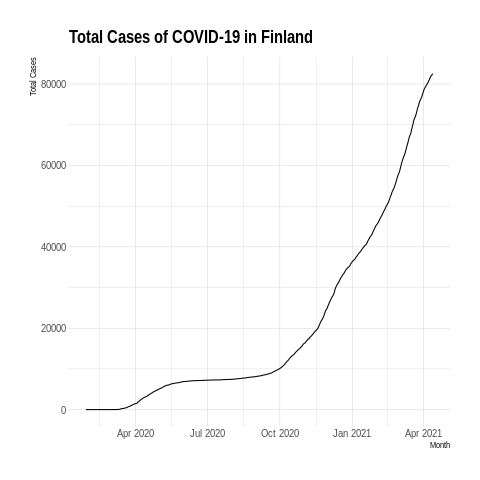 Total Cases of COVID-19 in Finland
Total Cases
80000
60000
40000
20000
0
Apr 2020 Jul 2020 Oct 2020 Jan 2021 Apr 2021
Month